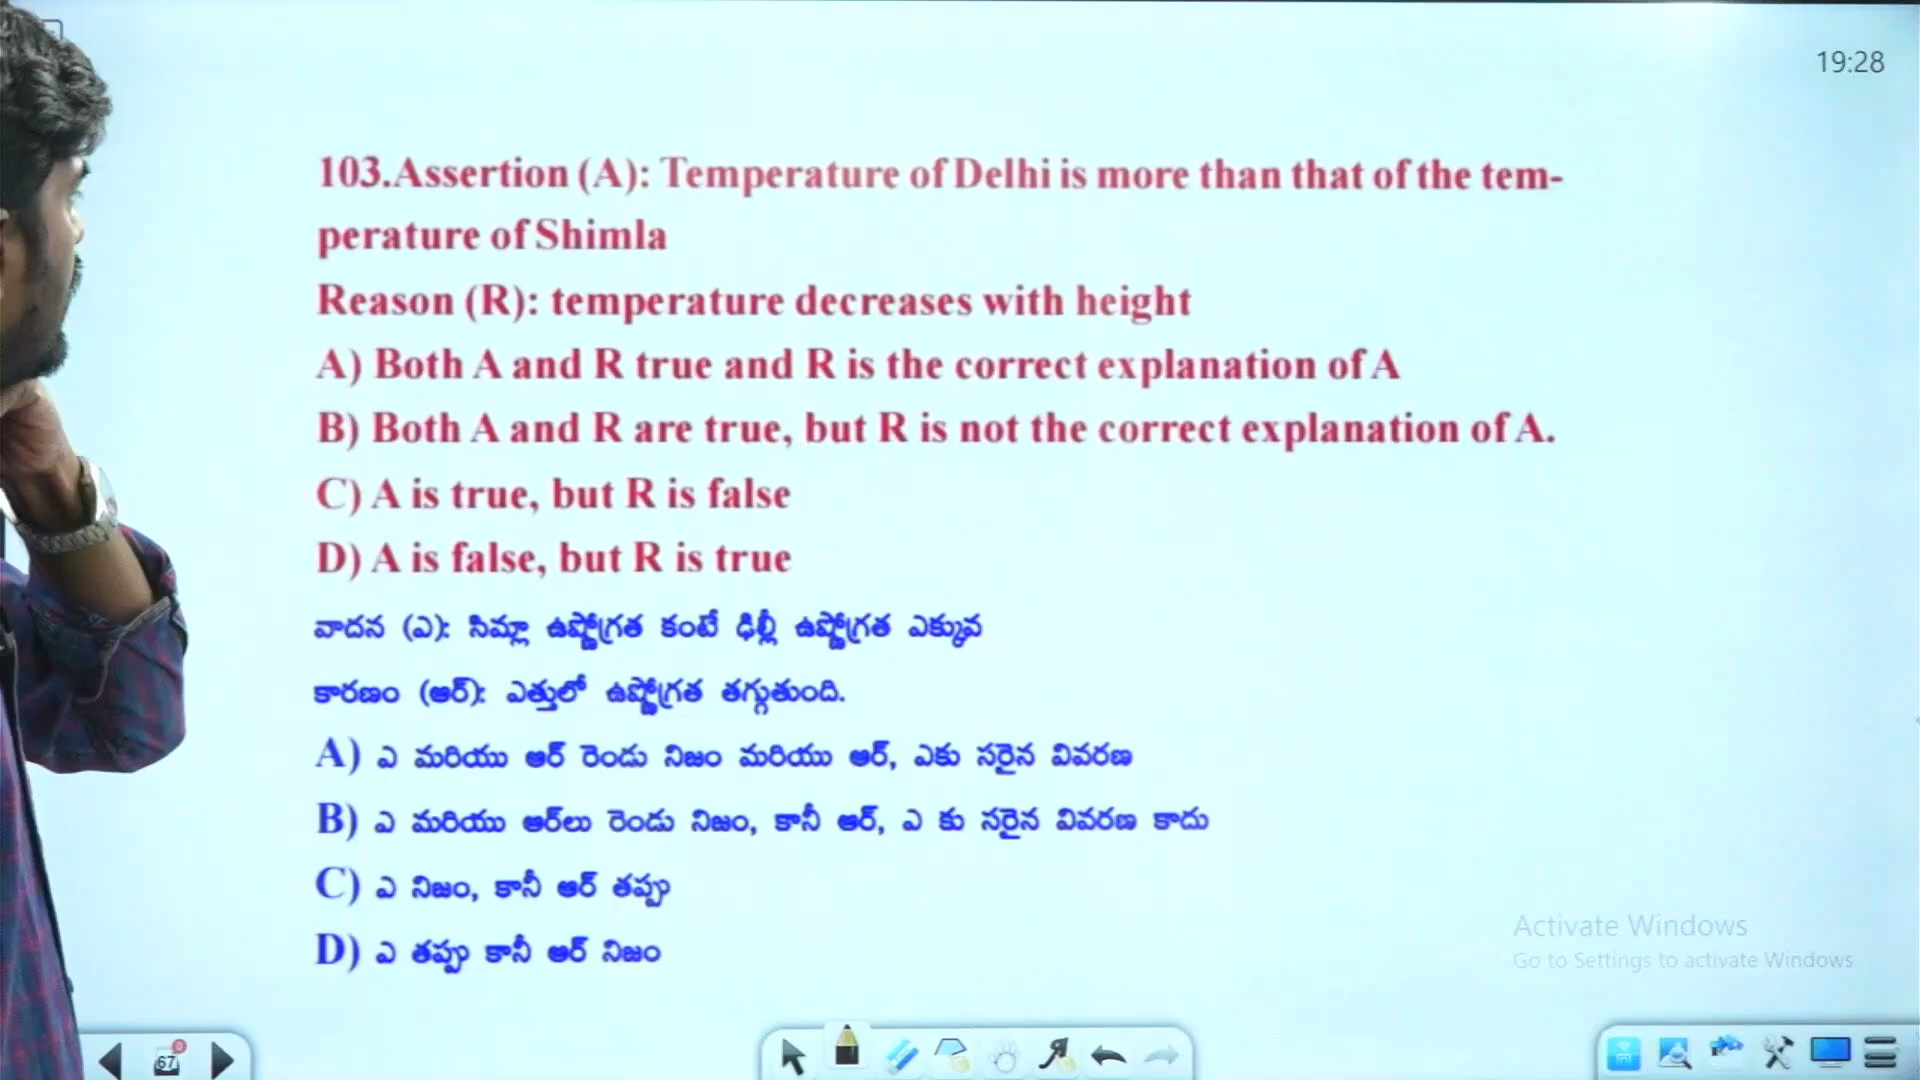 19:28
103.Assertion (A): Temperature of Delhi is more than that of the tem-
perature of Shimla
Reason (R): temperature decreases with height
A) Both A and R true and R is the correct explanation of A
B) Both A and R are true, but R is not the correct explanation of A.
C) A is true, but R is false
D) A is false, but R is true
వాదన (ఎ): సిమ్లా ఉష్ణోగ్రత కంటే ఢిల్లీ ఉష్ణోగ్రత ఎక్కువ
కారణం (ఆర్): ఎత్తులో ఉష్ణోగ్రత తగ్గుతుంది.
A) ఎ మరియు ఆర్ రెండు నిజం మరియు ఆర్, ఎకు సరైన వివరణ
B) ఎ మరియు ఆర్‌లు రెండు నిజం, కానీ ఆర్, ఎ కు సరైన వివరణ కాదు
C) ఎ నిజం, కానీ ఆర్ తప్పు
D) ఎ తప్పు కానీ ఆర్ నిజం
Activate Windows
Go to Settings to activate Windows.
67
0